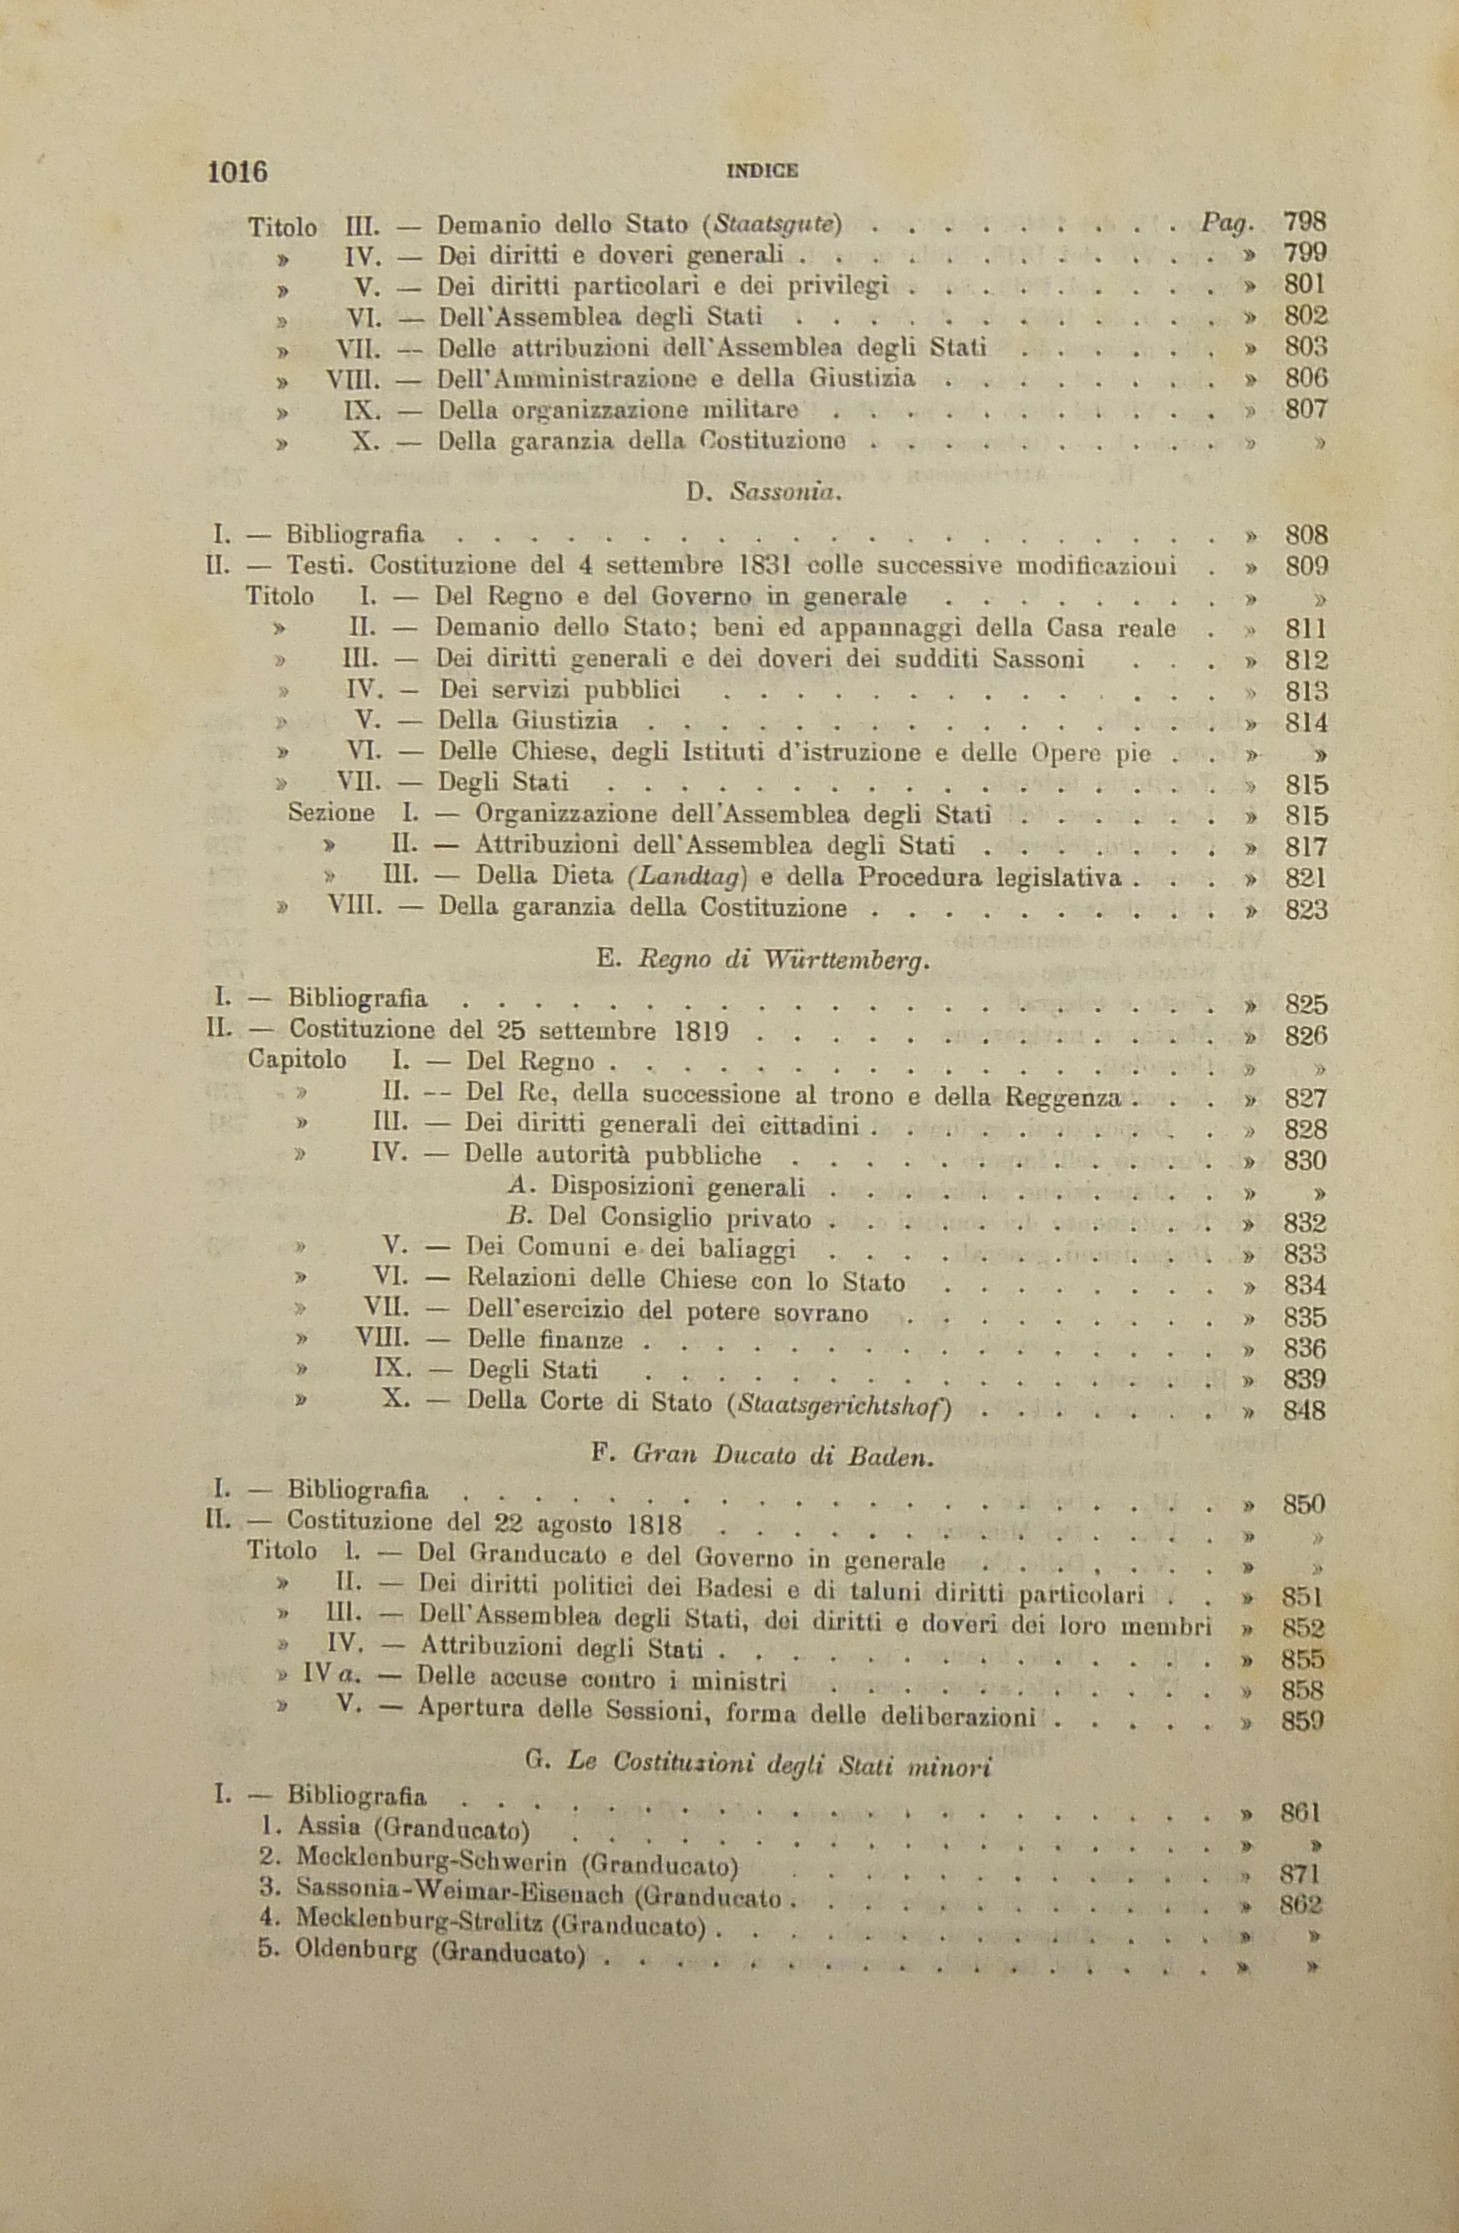 1016 INDICE
Titolo III. — Demanio dello Stato (Staatsgute) . . . . . . . . . Pag. 798
» IV. — Dei diritti e doveri generali . . . . . . . . . . . . » 799
» V. — Dei diritti particolari e dei privilegi . . . . . . . . . » 801
» VI. — Dell'Assemblea degli Stati . . . . . . . . . . . . » 802
» VII. — Delle attribuzioni dell'Assemblea degli Stati . . . . . . » 803
» VIII. — Dell'Amministrazione e della Giustizia . . . . . . . . » 806
» IX. — Della organizzazione militare . . . . . . . . . . . » 807
» X. — Della garanzia della Costituzione . . . . . . . . . . » »
D. Sassonia.
I. — Bibliografia . . . . . . . . . . . . . . . . . . . . . » 808
II. — Testi. Costituzione del 4 settembre 1831 colle successive modificazioni . » 809
Titolo I. — Del Regno e del Governo in generale . . . . . . . . » »
» II. — Demanio dello Stato; beni ed appannaggi della Casa reale . » 811
» III. — Dei diritti generali e dei doveri dei sudditi Sassoni . . . » 812
» IV. — Dei servizi pubblici . . . . . . . . . . . . . . » 813
» V. — Della Giustizia . . . . . . . . . . . . . . . . » 814
» VI. — Delle Chiese, degli Istituti d'istruzione e delle Opere pie . . » »
» VII. — Degli Stati . . . . . . . . . . . . . . . . . » 815
Sezione I. — Organizzazione dell'Assemblea degli Stati . . . . . . » 815
» II. — Attribuzioni dell'Assemblea degli Stati . . . . . . . » 817
» III. — Della Dieta (Landtag) e della Procedura legislativa . . . » 821
» VIII. — Della garanzia della Costituzione . . . . . . . . . . » 823
E. Regno di Württemberg.
I. — Bibliografia . . . . . . . . . . . . . . . . . . . . . » 825
II. — Costituzione del 25 settembre 1819 . . . . . . . . . . . . . » 826
Capitolo I. — Del Regno . . . . . . . . . . . . . . . . . » »
» II. -- Del Re, della successione al trono e della Reggenza . . . » 827
» III. — Dei diritti generali dei cittadini . . . . . . . . . . » 828
» IV. — Delle autorità pubbliche . . . . . . . . . . . . » 830
A. Disposizioni generali . . . . . . . . . . . » »
B. Del Consiglio privato . . . . . . . . . . . » 832
» V. — Dei Comuni e dei baliaggi . . . . . . . . . . . » 833
» VI. — Relazioni delle Chiese con lo Stato . . . . . . . . » 834
» VII. — Dell'esercizio del potere sovrano . . . . . . . . . » 835
» VIII. — Delle finanze . . . . . . . . . . . . . . . . » 836
» IX. — Degli Stati . . . . . . . . . . . . . . . . » 839
» X. — Della Corte di Stato (Staatsgerichtshof) . . . . . . . » 848
F. Gran Ducato di Baden.
I. — Bibliografia . . . . . . . . . . . . . . . . . . . . . » 850
II. — Costituzione del 22 agosto 1818 . . . . . . . . . . . . . . » »
Titolo I. — Del Granducato e del Governo in generale . . . . . . . » »
» II. — Dei diritti politici dei Badesi e di taluni diritti particolari . . » 851
» III. — Dell'Assemblea degli Stati, dei diritti e doveri dei loro membri » 852
» IV. — Attribuzioni degli Stati . . . . . . . . . . . . . . » 855
» IV a. — Delle accuse contro i ministri . . . . . . . . . . . » 858
» V. — Apertura delle Sessioni, forma delle deliberazioni . . . . . » 859
G. Le Costituzioni degli Stati minori
I. — Bibliografia . . . . . . . . . . . . . . . . . . . . . » 861
1. Assia (Granducato) . . . . . . . . . . . . . . . . . . » »
2. Mecklenburg-Schwerin (Granducato) . . . . . . . . . . . . » 871
3. Sassonia-Weimar-Eisenach (Granducato . . . . . . . . . . . . » 862
4. Mecklenburg-Strelitz (Granducato) . . . . . . . . . . . . . . » »
5. Oldenburg (Granducato) . . . . . . . . . . . . . . . . . » »